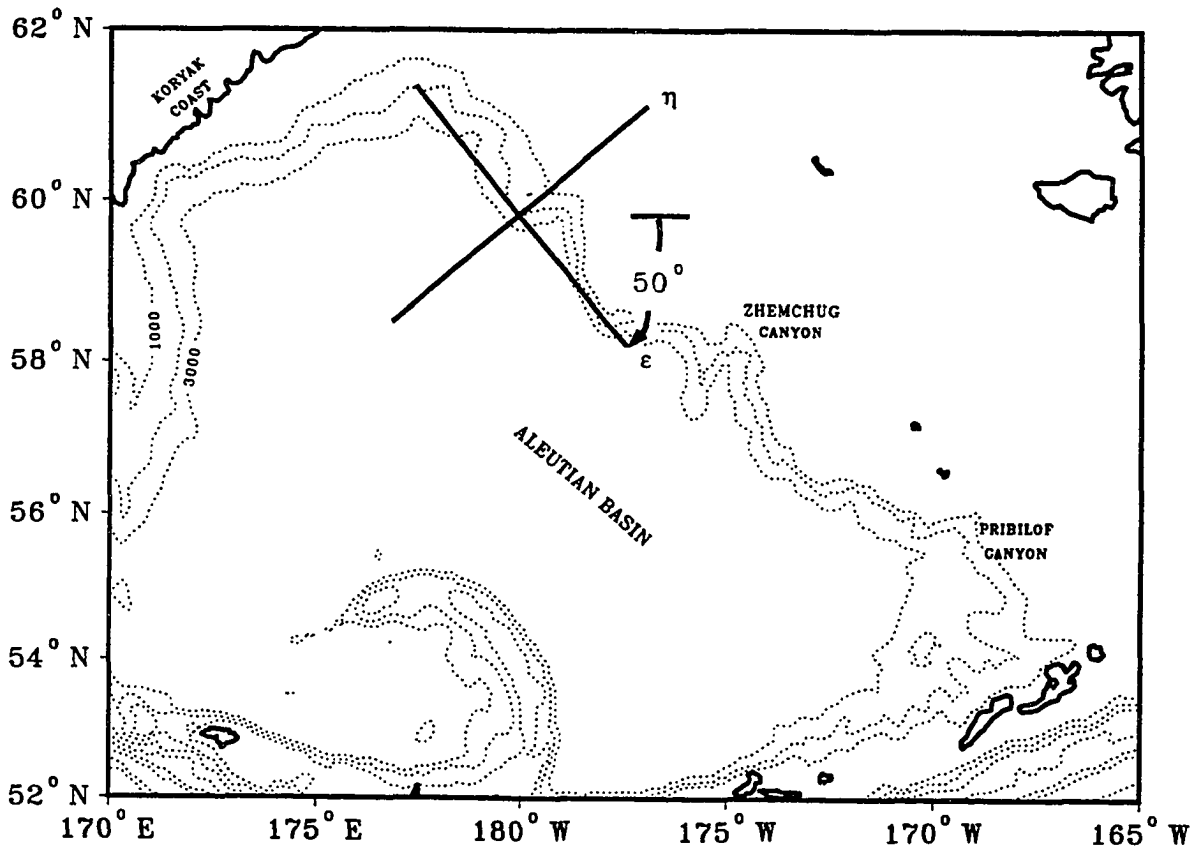 62° N
KORYAK
COAST
η
60° N
50°
ZHEMCHUG
CANYON
1000
3000
58° N
ε
ALEUTIAN BASIN
56° N
PRIBILOF
CANYON
54° N
52° N
170° E
175° E
180° W
175° W
170° W
165° W